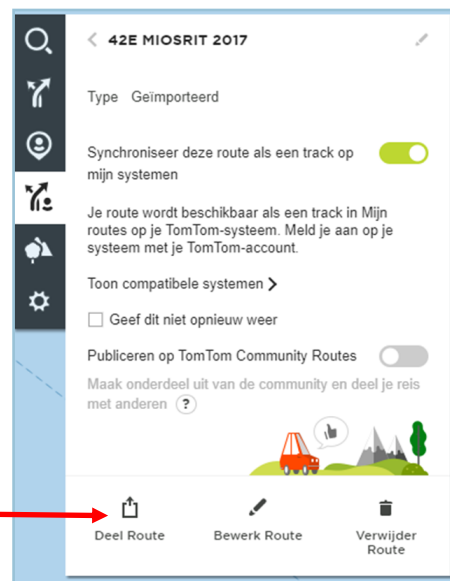 42E MIOSRIT 2017
Type Geïmporteerd
Synchroniseer deze route als een track op
mijn systemen
Je route wordt beschikbaar als een track in Mijn
routes op je TomTom-systeem. Meld je aan op je
systeem met je TomTom-account.
Toon compatibele systemen
Geef dit niet opnieuw weer
Publiceren op TomTom Community Routes
Maak onderdeel uit van de community en deel je reis
met anderen ?
Deel Route
Bewerk Route
Verwijder
Route